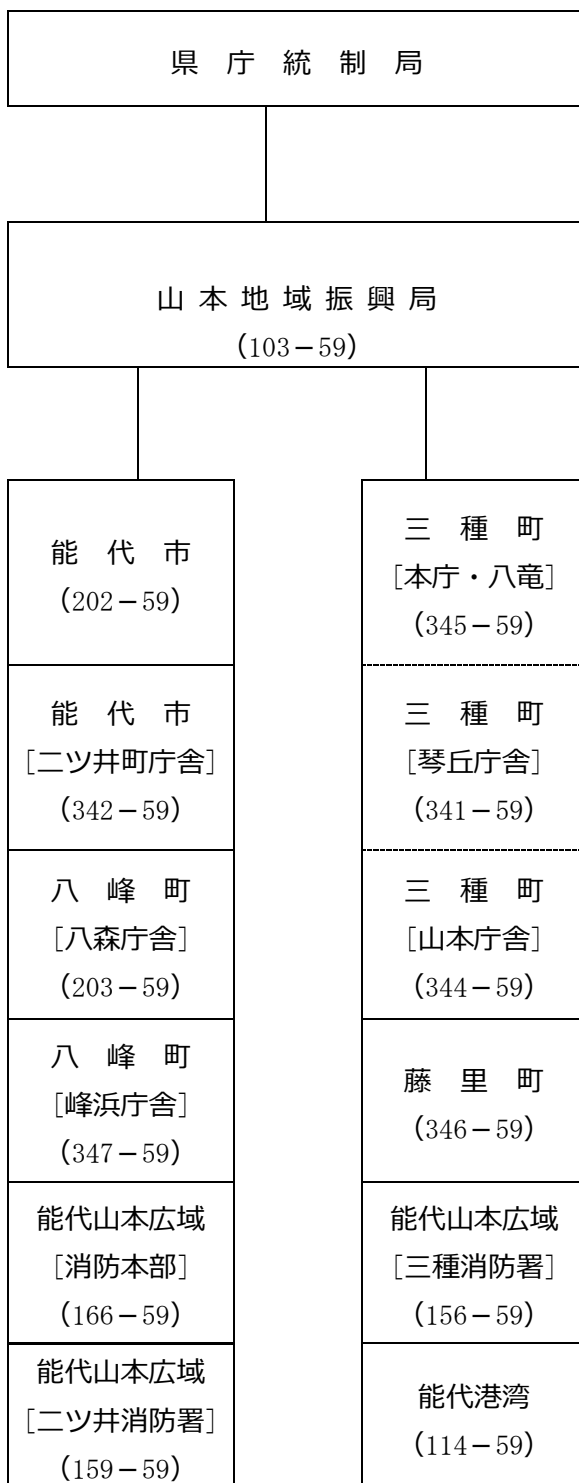 県庁統制局
山本地域振興局
(103−59)
能代市
(202−59)
能代市
[二ツ井町庁舎]
(342−59)
八峰町
[八森庁舎]
(203−59)
八峰町
[峰浜庁舎]
(347−59)
能代山本広域
[消防本部]
(166−59)
能代山本広域
[二ツ井消防署]
(159−59)
三種町
[本庁・八竜]
(345−59)
三種町
[琴丘庁舎]
(341−59)
三種町
[山本庁舎]
(344−59)
藤里町
(346−59)
能代山本広域
[三種消防署]
(156−59)
能代港湾
(114−59)